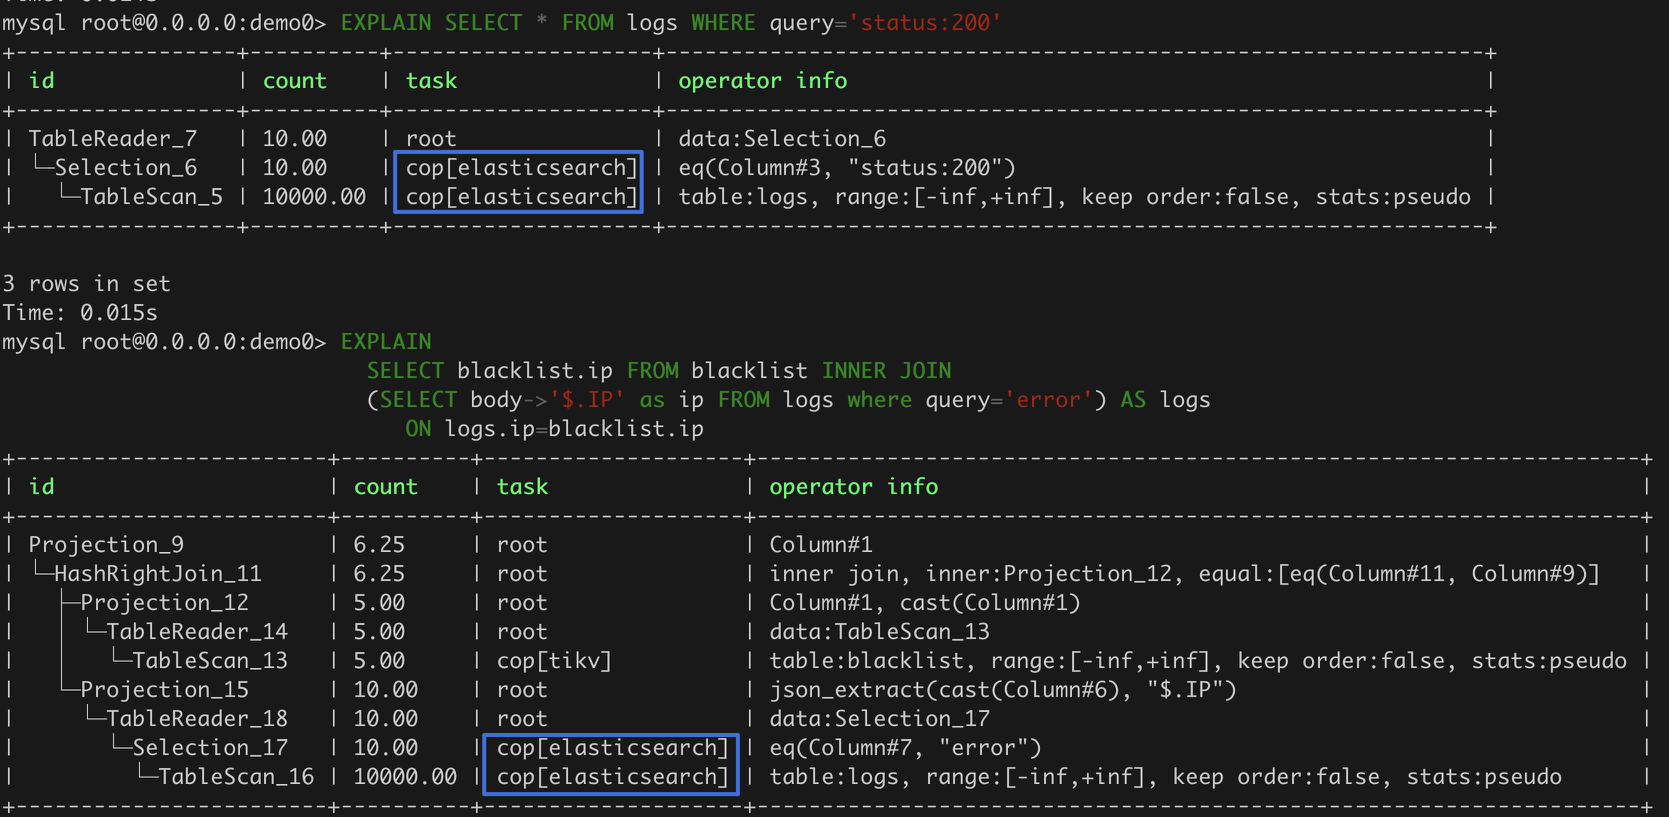 mysql root@0.0.0.0:demo0> EXPLAIN SELECT * FROM logs WHERE query='status:200'
+-----------------+----------+--------------------+---------------------------------------------------------------+
| id              | count    | task               | operator info                                                 |
+-----------------+----------+--------------------+---------------------------------------------------------------+
| TableReader_7   | 10.00    | root               | data:Selection_6                                              |
| └─Selection_6   | 10.00    | cop[elasticsearch] | eq(Column#3, "status:200")                                    |
|   └─TableScan_5 | 10000.00 | cop[elasticsearch] | table:logs, range:[-inf,+inf], keep order:false, stats:pseudo |
+-----------------+----------+--------------------+---------------------------------------------------------------+
3 rows in set
Time: 0.015s
mysql root@0.0.0.0:demo0> EXPLAIN
                            SELECT blacklist.ip FROM blacklist INNER JOIN
                            (SELECT body->'$.IP' as ip FROM logs where query='error') AS logs
                               ON logs.ip=blacklist.ip
+------------------------+----------+--------------------+--------------------------------------------------------------------+
| id                     | count    | task               | operator info                                                      |
+------------------------+----------+--------------------+--------------------------------------------------------------------+
| Projection_9           | 6.25     | root               | Column#1                                                           |
| └─HashRightJoin_11     | 6.25     | root               | inner join, inner:Projection_12, equal:[eq(Column#11, Column#9)]   |
|   ├─Projection_12      | 5.00     | root               | Column#1, cast(Column#1)                                           |
|   │ └─TableReader_14   | 5.00     | root               | data:TableScan_13                                                  |
|   │   └─TableScan_13   | 5.00     | cop[tikv]          | table:blacklist, range:[-inf,+inf], keep order:false, stats:pseudo |
|   └─Projection_15      | 10.00    | root               | json_extract(cast(Column#6), "$.IP")                               |
|     └─TableReader_18   | 10.00    | root               | data:Selection_17                                                  |
|       └─Selection_17   | 10.00    | cop[elasticsearch] | eq(Column#7, "error")                                              |
|         └─TableScan_16 | 10000.00 | cop[elasticsearch] | table:logs, range:[-inf,+inf], keep order:false, stats:pseudo      |
+------------------------+----------+--------------------+--------------------------------------------------------------------+